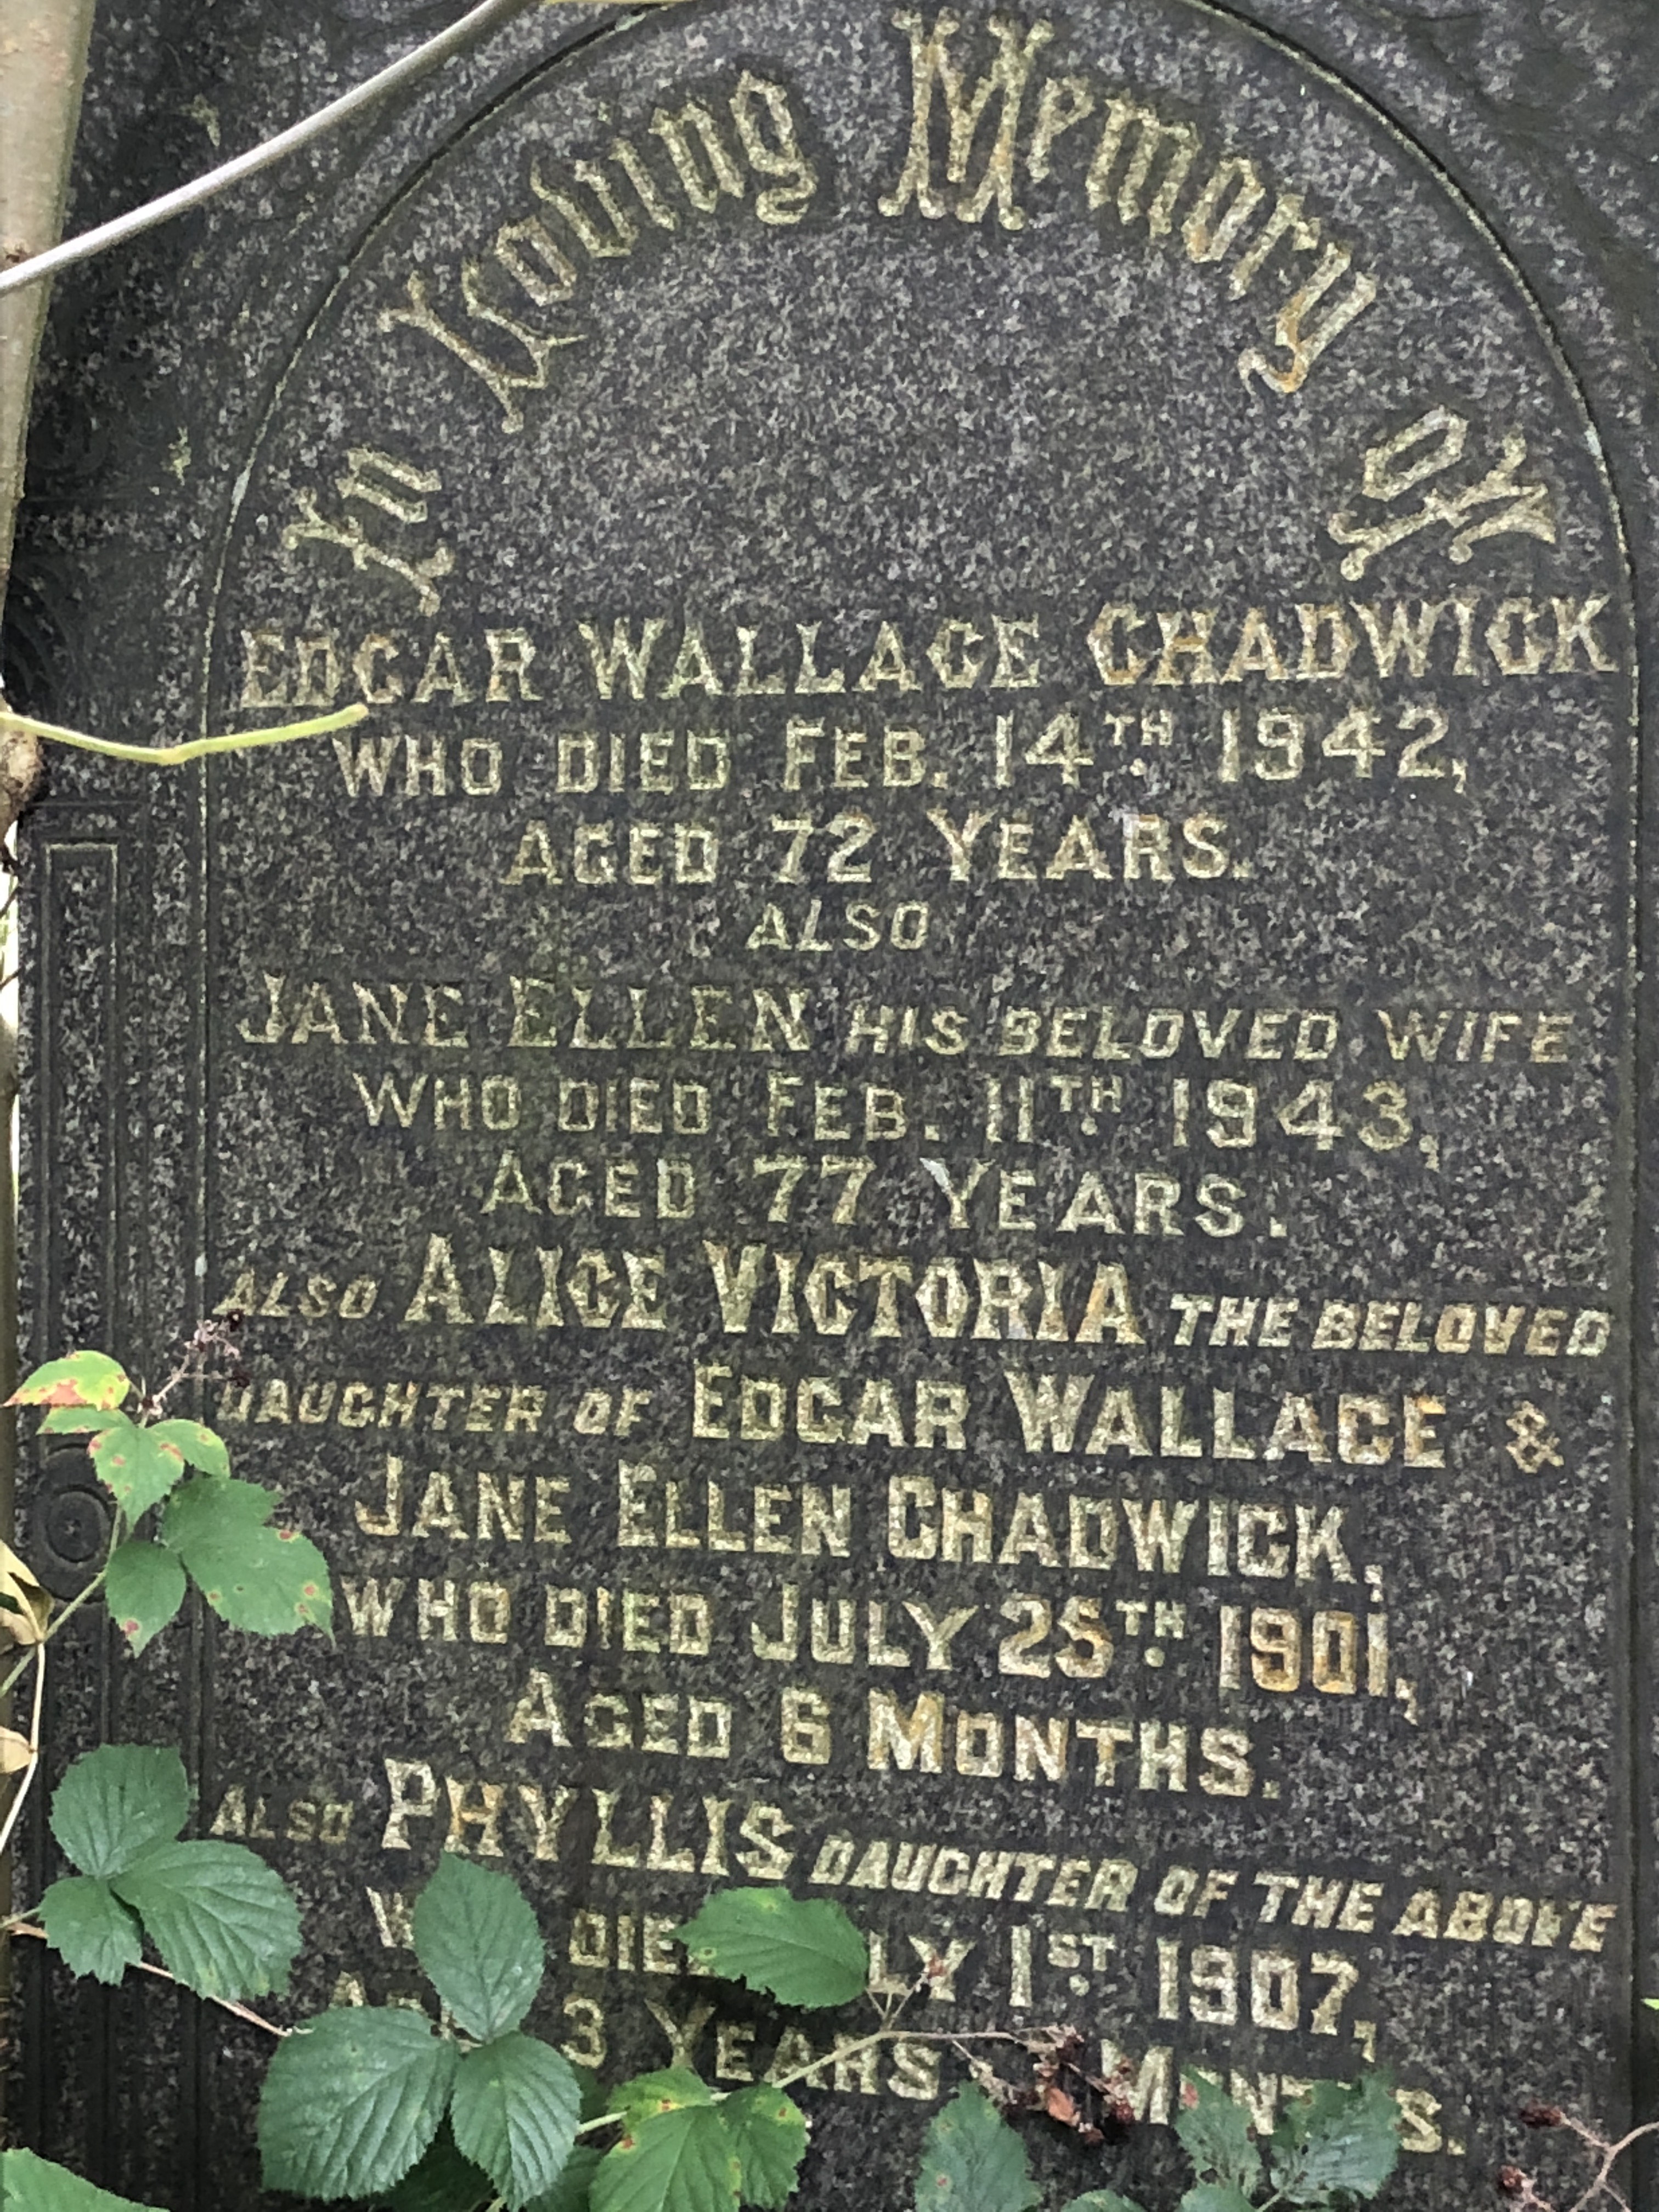 In Loving Memory of
EDGAR WALLACE CHADWICK
WHO DIED FEB. 14TH 1942,
AGED 72 YEARS.
ALSO
JANE ELLEN HIS BELOVED WIFE
WHO DIED FEB. 11TH 1943,
AGED 77 YEARS.
ALSO ALICE VICTORIA THE BELOVED
DAUGHTER OF EDGAR WALLACE &
JANE ELLEN CHADWICK,
WHO DIED JULY 25TH 1901,
AGED 6 MONTHS.
ALSO PHYLLIS DAUGHTER OF THE ABOVE
DIED 1ST 1907,
3 YEARS MONTHS.